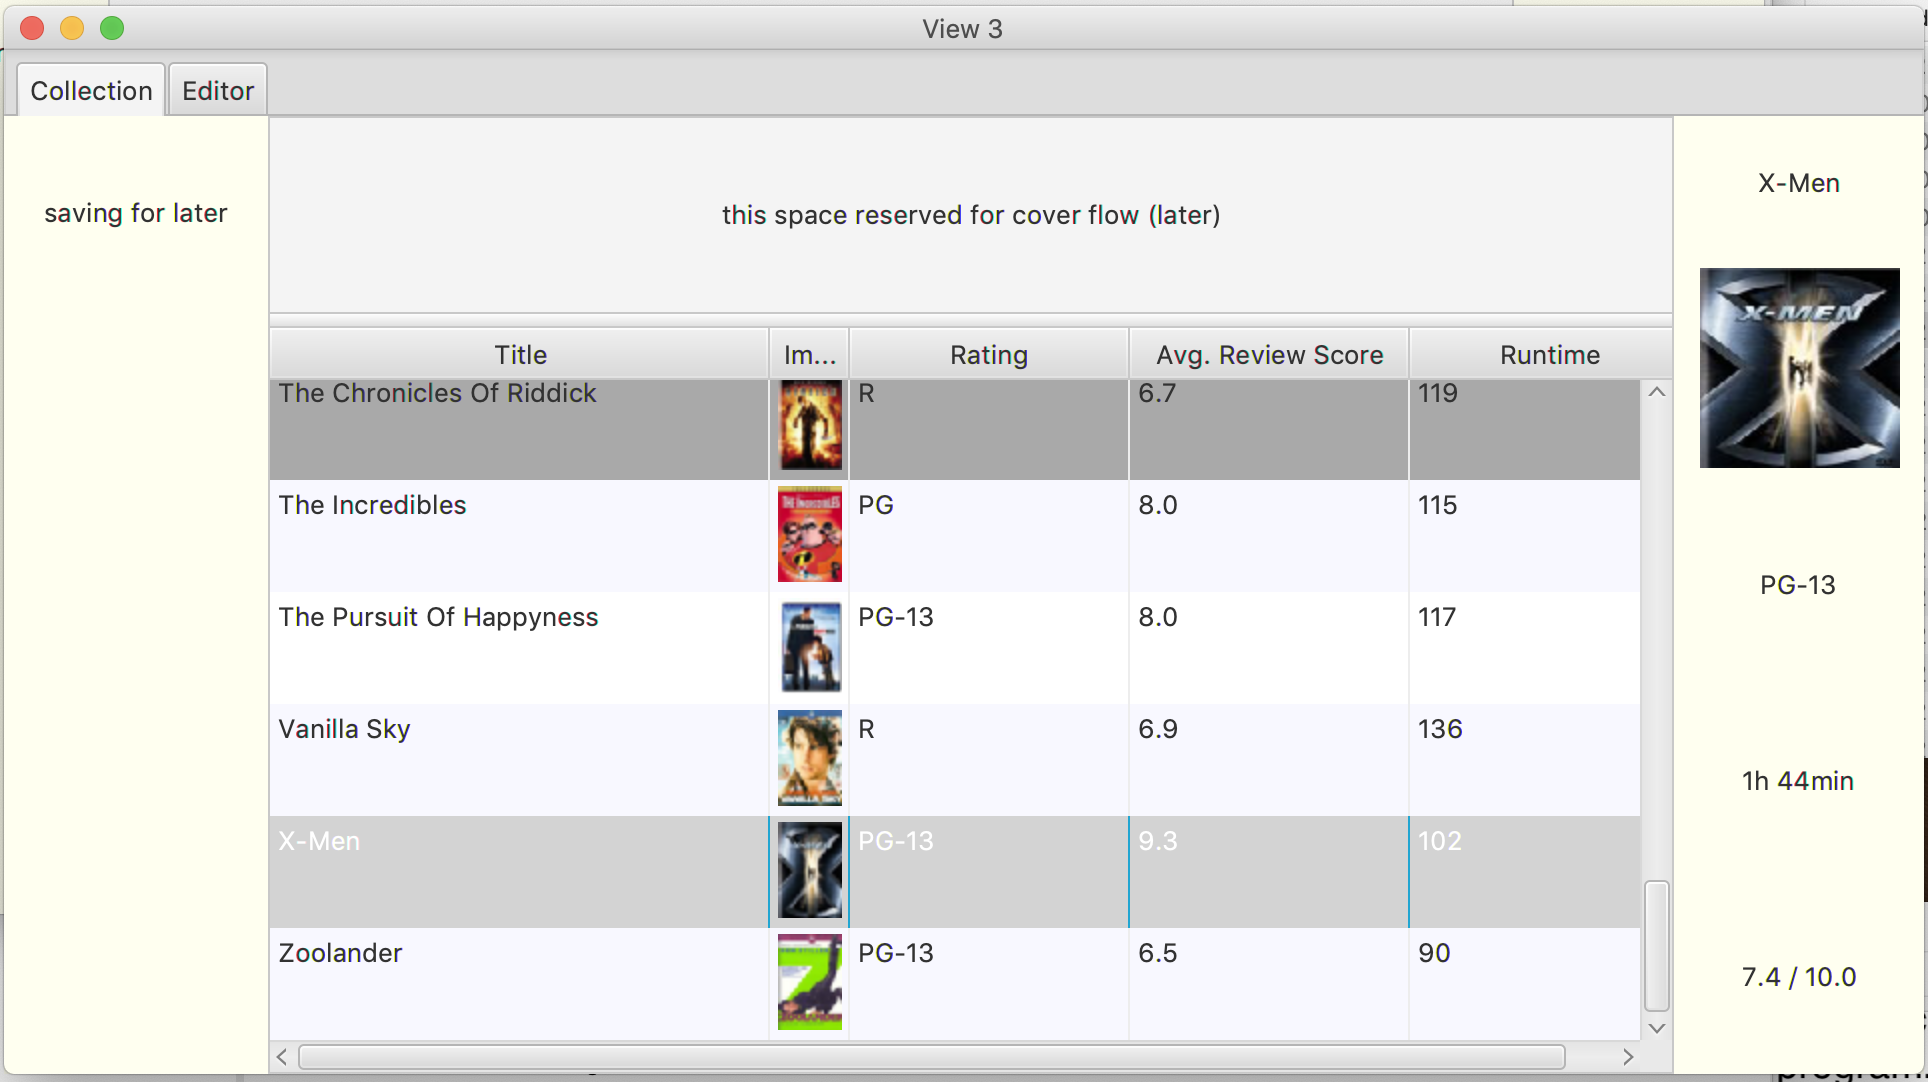 View 3
Collection
Editor
saving for later
this space reserved for cover flow (later)
Title
Im...
Rating
Avg. Review Score
Runtime
The Chronicles Of Riddick
R
6.7
119
The Incredibles
PG
8.0
115
The Pursuit Of Happyness
PG-13
8.0
117
Vanilla Sky
R
6.9
136
X-Men
PG-13
9.3
102
Zoolander
PG-13
6.5
90
X-Men
X-MEN
PG-13
1h 44min
7.4 / 10.0